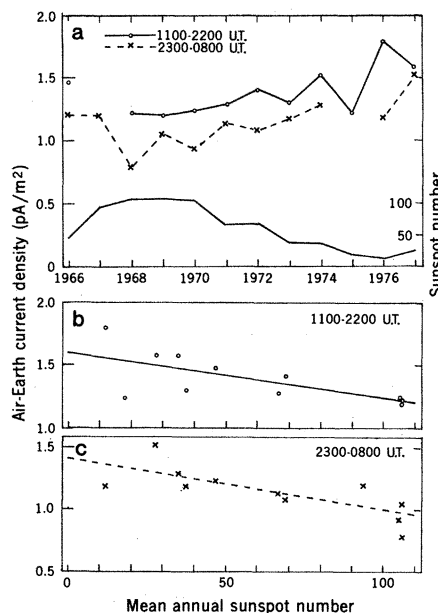 a
1100-2200 U.T.
2300-0800 U.T.
2.0
1.5
1.0
0.5
0
100
50
Sunspot number
1966 1968 1970 1972 1974 1976
Air-Earth current density (pA/m²)
2.0
b
1100-2200 U.T.
1.5
1.0
1.5
c
2300-0800 U.T.
1.0
0.5
0 50 100
Mean annual sunspot number